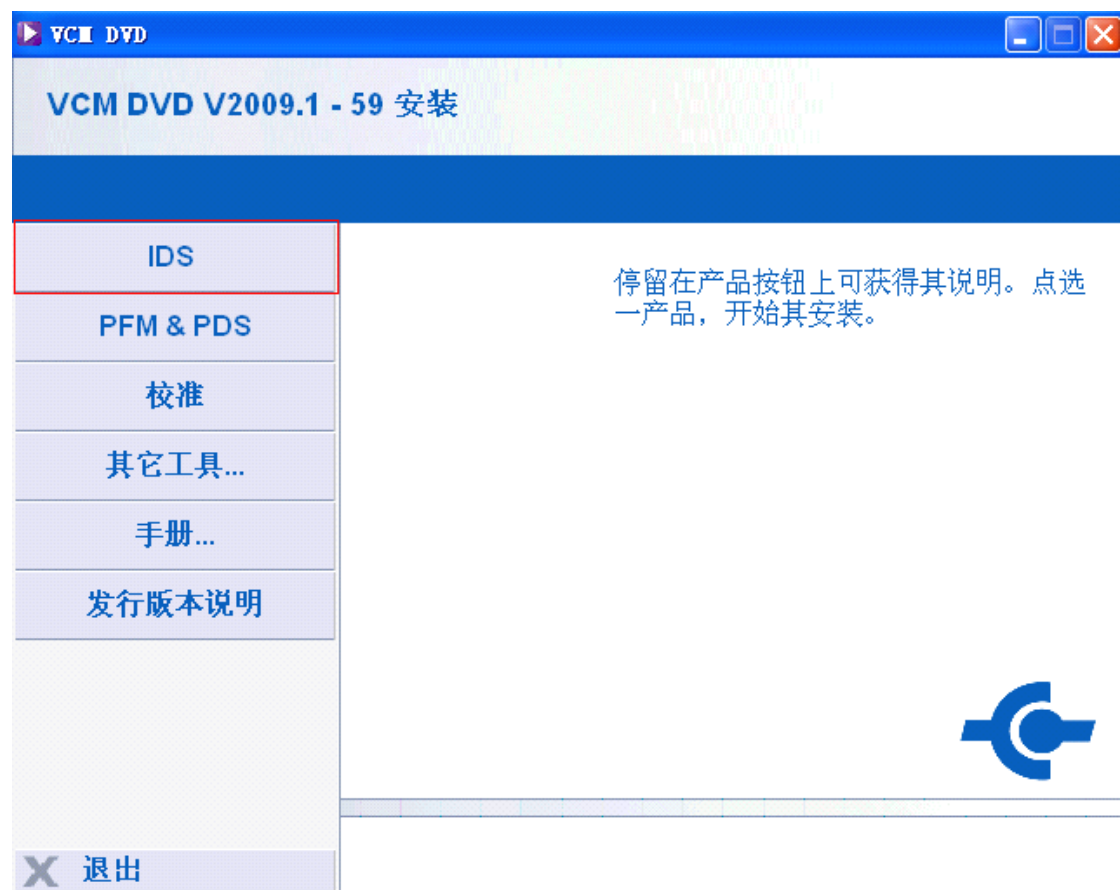 VCM DVD
VCM DVD V2009.1 - 59 安装
IDS
PFM & PDS
校准
其它工具...
手册...
发行版本说明
退出
停留在产品按钮上可获得其说明。点选
一产品，开始其安装。